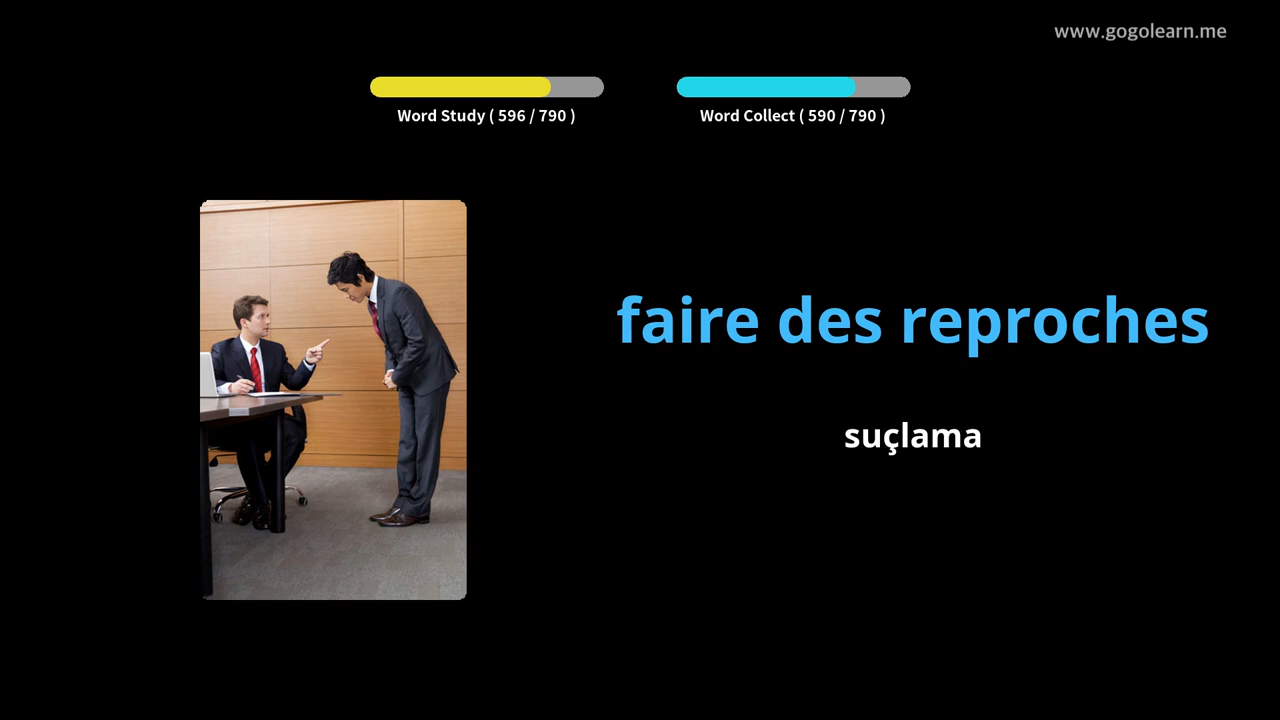 www.gogolearn.me
Word Study ( 596 / 790 )
Word Collect ( 590 / 790 )
faire des reproches
suçlama